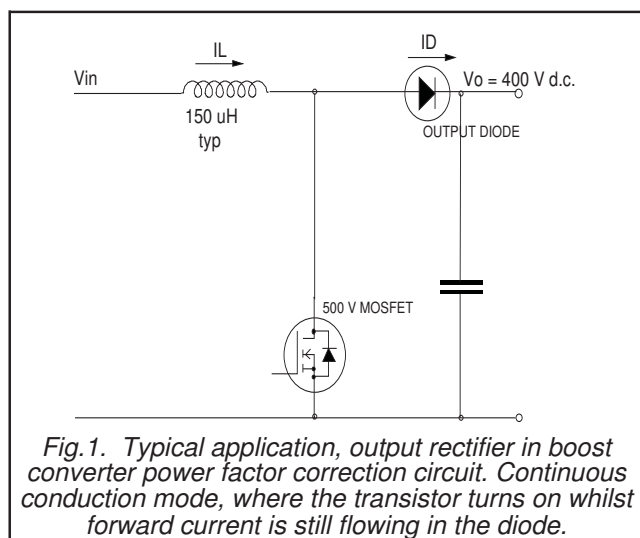 IL
ID
Vin
Vo = 400 V d.c.
150 uH
typ
OUTPUT DIODE
500 V MOSFET
Fig.1. Typical application, output rectifier in boost
converter power factor correction circuit. Continuous
conduction mode, where the transistor turns on whilst
forward current is still flowing in the diode.